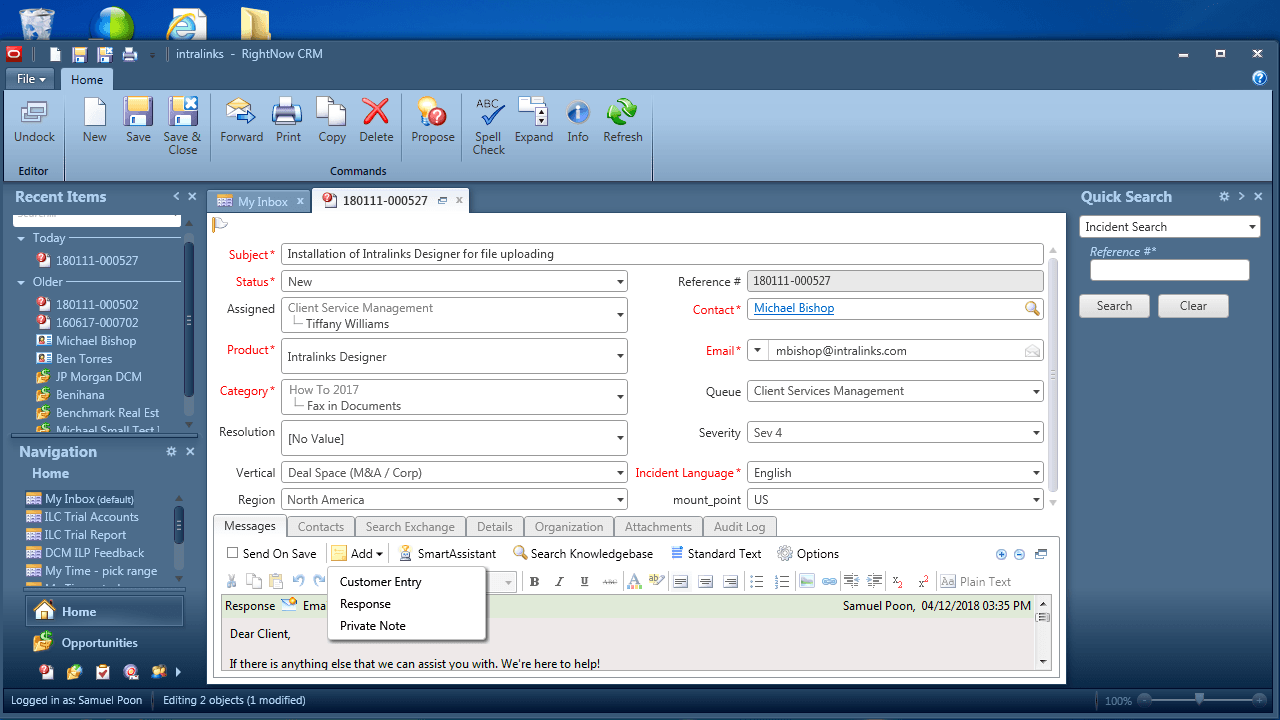 intralinks - RightNow CRM
File
Home
Undock
New
Save
Save & Close
Forward
Print
Copy
Delete
Propose
ABC
Spell Check
Expand
Info
Refresh
Editor
Commands
Recent Items
Today
180111-000527
Older
180111-000502
160617-000702
Michael Bishop
Ben Torres
JP Morgan DCM
Benihana
Benchmark Real Est
Michael Small Test
Navigation
Home
My Inbox (default)
ILC Trial Accounts
ILC Trial Report
DCM ILP Feedback
My Time - pick range
Home
Opportunities
My Inbox x
180111-000527
Subject * Installation of Intralinks Designer for file uploading
Status * New
Reference # 180111-000527
Assigned Client Service Management
Tiffany Williams
Contact * Michael Bishop
Product * Intralinks Designer
Email * mbishop@intralinks.com
Category * How To 2017
Fax in Documents
Queue Client Services Management
Resolution [No Value]
Severity Sev 4
Vertical Deal Space (M&A / Corp)
Incident Language * English
Region North America
mount_point US
Messages Contacts Search Exchange Details Organization Attachments Audit Log
Send On Save Add SmartAssistant Search Knowledgebase Standard Text Options
B I U ABC A Plain Text
Customer Entry
Response
Private Note
Response Ema Samuel Poon, 04/12/2018 03:35 PM
Dear Client,
If there is anything else that we can assist you with. We're here to help!
Quick Search
Incident Search
Reference #*
Search Clear
Logged in as: Samuel Poon
Editing 2 objects (1 modified)
100%